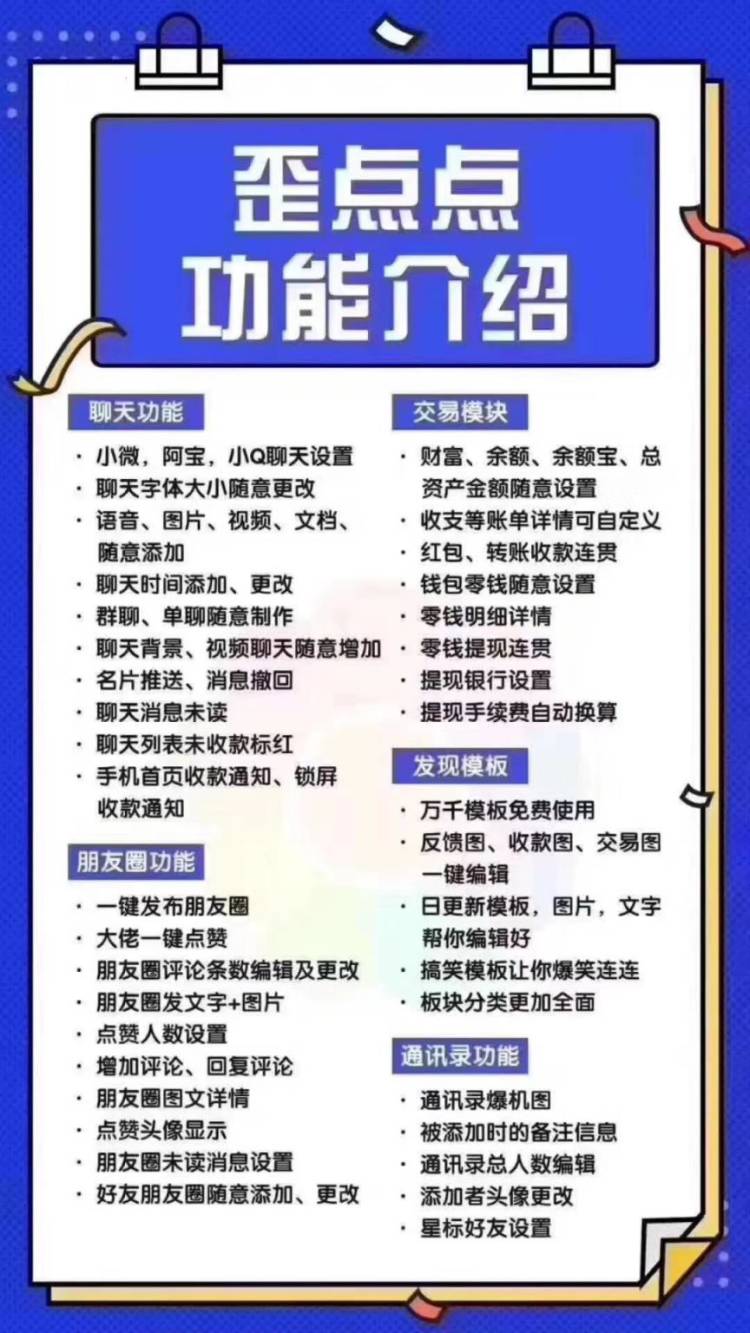 歪点点
功能介绍
聊天功能
· 小微，阿宝，小Q聊天设置
· 聊天字体大小随意更改
· 语音、图片、视频、文档、
随意添加
· 聊天时间添加、更改
· 群聊、单聊随意制作
· 聊天背景、视频聊天随意增加
· 名片推送、消息撤回
· 聊天消息未读
· 聊天列表未收款标红
· 手机首页收款通知、锁屏
收款通知
朋友圈功能
· 一键发布朋友圈
· 大佬一键点赞
· 朋友圈评论条数编辑及更改
· 朋友圈发文字+图片
· 点赞人数设置
· 增加评论、回复评论
· 朋友圈图文详情
· 点赞头像显示
· 朋友圈未读消息设置
· 好友朋友圈随意添加、更改
交易模块
· 财富、余额、余额宝、总
资产金额随意设置
· 收支等账单详情可自定义
· 红包、转账收款连贯
· 钱包零钱随意设置
· 零钱明细详情
· 零钱提现连贯
· 提现银行设置
· 提现手续费自动换算
发现模板
· 万千模板免费使用
· 反馈图、收款图、交易图
一键编辑
· 日更新模板，图片，文字
帮你编辑好
· 搞笑模板让你爆笑连连
· 板块分类更加全面
通讯录功能
· 通讯录爆机图
· 被添加时的备注信息
· 通讯录总人数编辑
· 添加者头像更改
· 星标好友设置